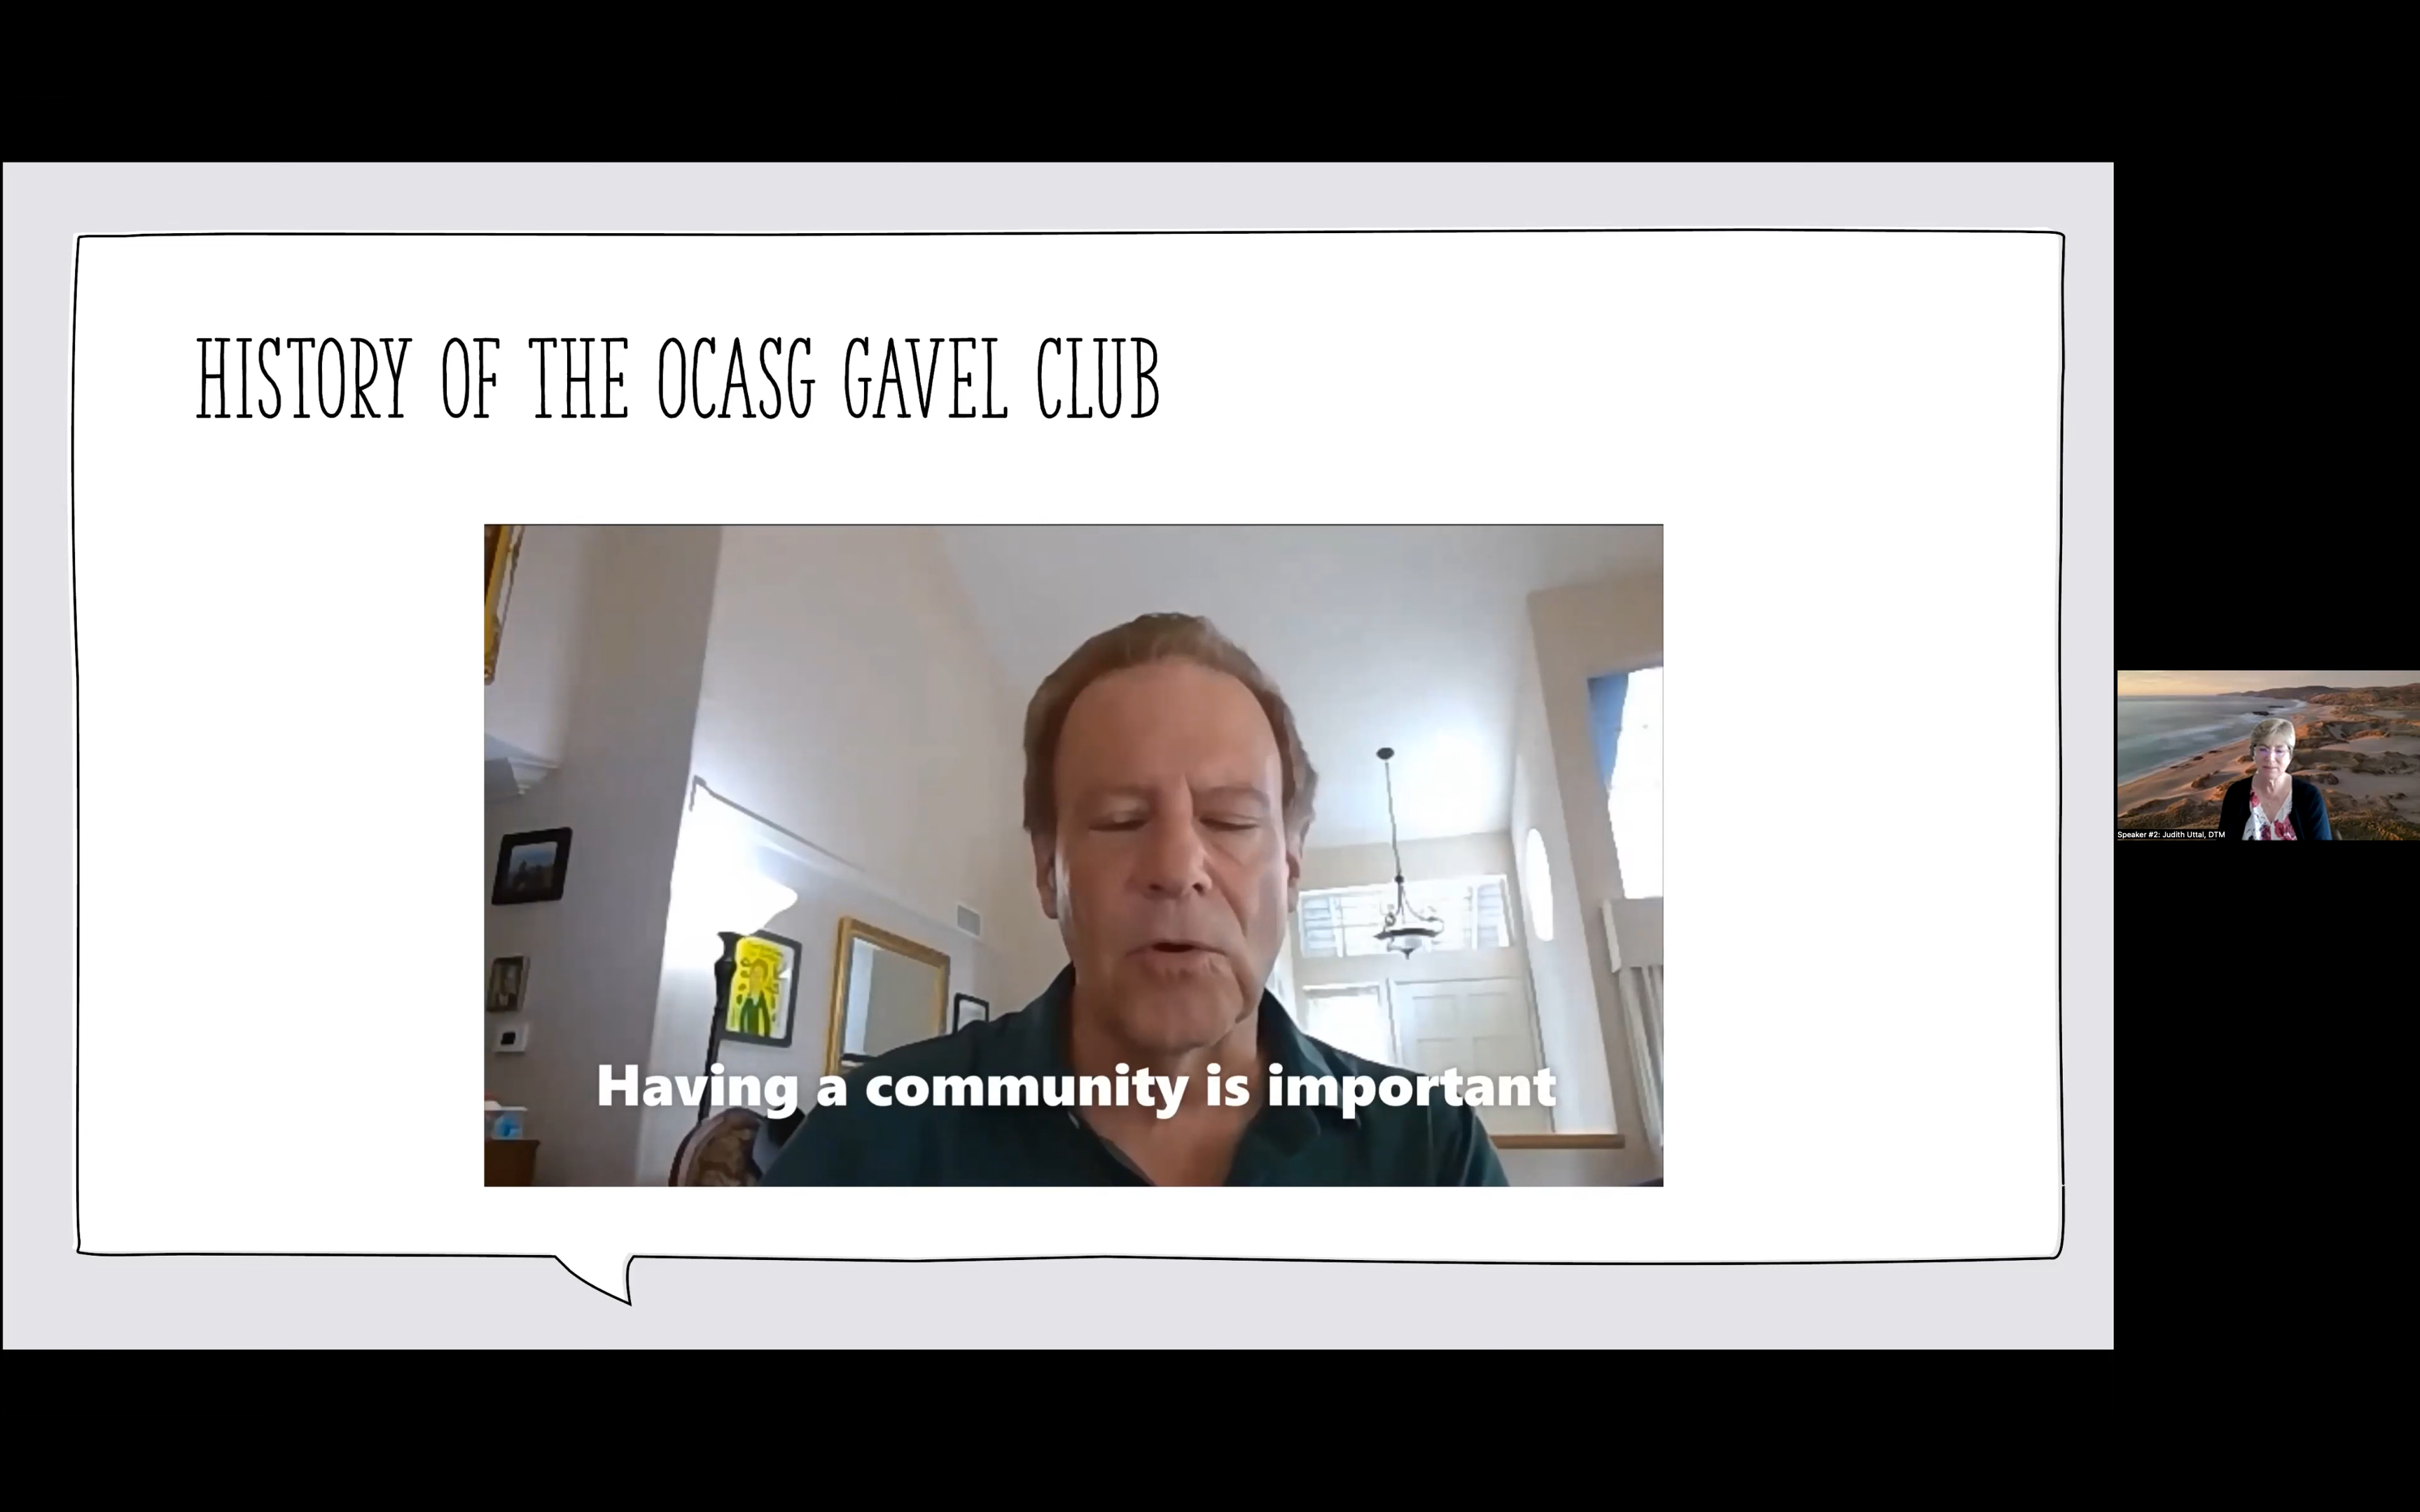 HISTORY OF THE OCASG GAVEL CLUB
Having a community is important
Speaker #2: Judith Uttal, DTM